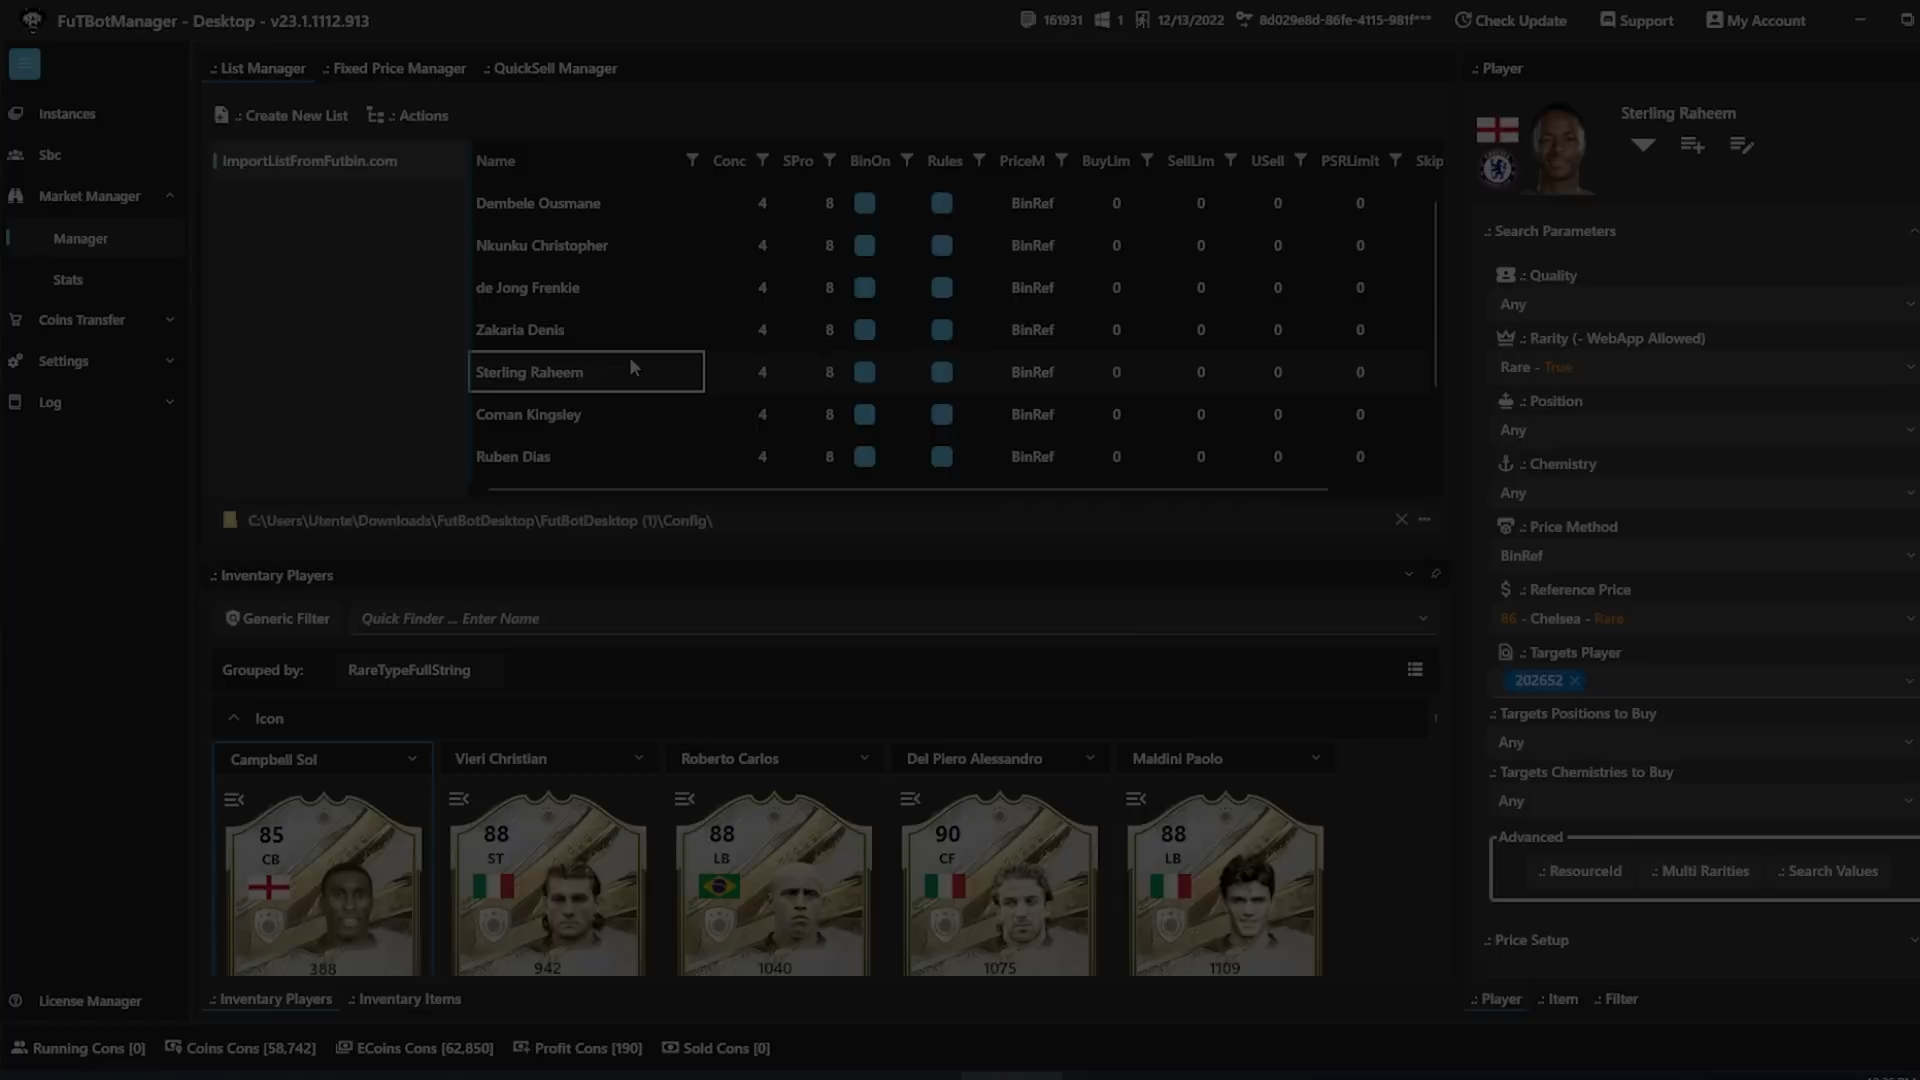 FuTBotManager - Desktop - v23.1.1112.913
161931 1 12/13/2022 8d029e8d-86fe-4115-981f*** Check Update Support My Account
Instances
Sbc
Market Manager
Manager
Stats
Coins Transfer
Settings
Log
License Manager
.: List Manager .: Fixed Price Manager .: QuickSell Manager
.: Create New List .: Actions
ImportListFromFutbin.com
Name Conc SPro BinOn Rules PriceM BuyLim SellLim USell PSRLimit Skip
Dembele Ousmane 4 8 BinRef 0 0 0 0
Nkunku Christopher 4 8 BinRef 0 0 0 0
de Jong Frenkie 4 8 BinRef 0 0 0 0
Zakaria Denis 4 8 BinRef 0 0 0 0
Sterling Raheem 4 8 BinRef 0 0 0 0
Coman Kingsley 4 8 BinRef 0 0 0 0
Ruben Dias 4 8 BinRef 0 0 0 0
C:\Users\Utente\Downloads\FutBotDesktop\FutBotDesktop (1)\Config\
.: Inventory Players
Generic Filter Quick Finder ... Enter Name
Grouped by: RareTypeFullString
Icon
Campbell Sol Vieri Christian Roberto Carlos Del Piero Alessandro Maldini Paolo
85 88 88 90 88
CB ST LB CF LB
388 942 1040 1075 1109
.: Inventory Players .: Inventory Items
.: Player
Sterling Raheem
.: Search Parameters
.: Quality
Any
.: Rarity (- WebApp Allowed)
Rare - True
.: Position
Any
.: Chemistry
Any
.: Price Method
BinRef
.: Reference Price
86 - Chelsea - Rare
.: Targets Player
202652
.: Targets Positions to Buy
Any
.: Targets Chemistries to Buy
Any
Advanced
.: ResourceId .: Multi Rarities .: Search Values
.: Price Setup
.: Player .: Item .: Filter
Running Cons [0] Coins Cons [58,742] ECoins Cons [62,850] Profit Cons [190] Sold Cons [0]